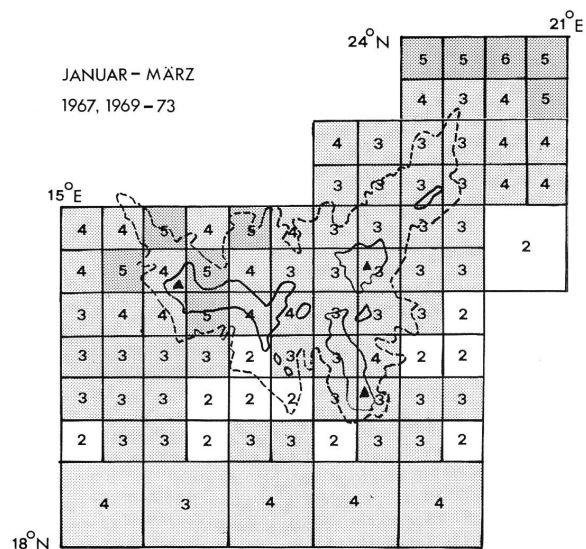 24°N
21°E
JANUAR – MÄRZ
1967, 1969 – 73
5 5 6 5
4 3 4 5
4 3 3 3 4 4
3 3 3 3 4 4
15°E
4 4 5 4 5 4 3 3 3 3
2
4 5 4 5 4 3 3 3 3 3
3 4 4 5 4 4 3 3 3 2
3 3 3 3 2 3 3 4 2 2
3 3 3 2 2 2 3 3 3 3
2 3 3 2 3 3 2 3 3 2
4 3 4 4 4
18°N